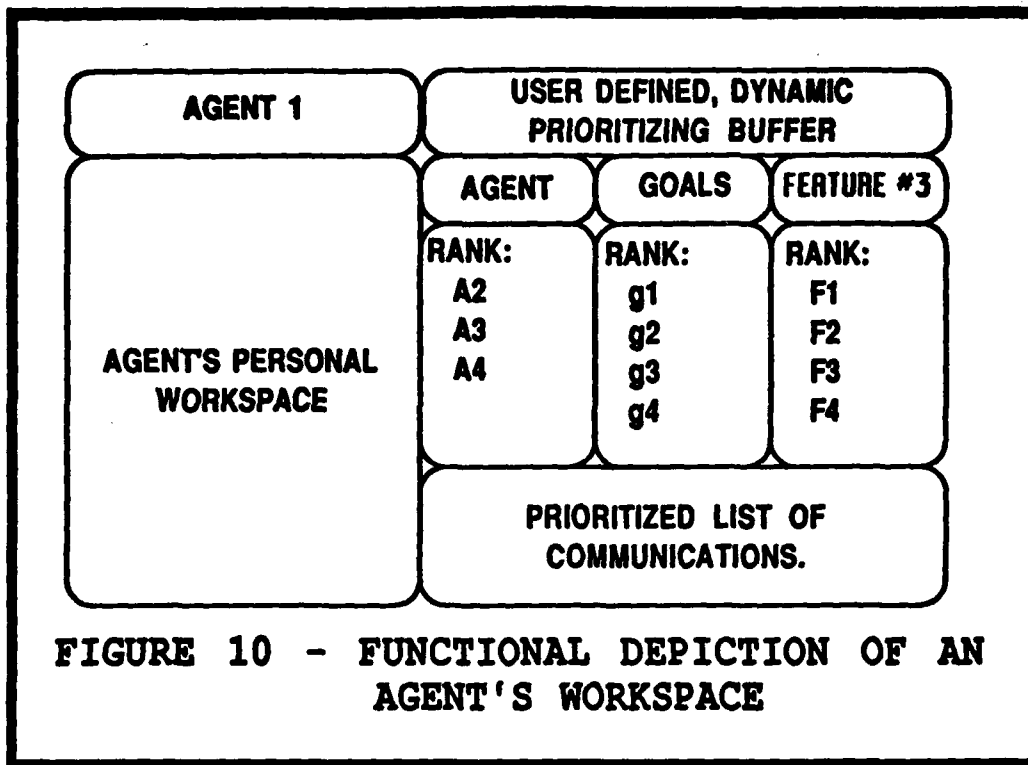 AGENT 1
USER DEFINED, DYNAMIC
PRIORITIZING BUFFER
AGENT'S PERSONAL
WORKSPACE
AGENT
GOALS
FEATURE #3
RANK:
A2
A3
A4
RANK:
g1
g2
g3
g4
RANK:
F1
F2
F3
F4
PRIORITIZED LIST OF
COMMUNICATIONS.
FIGURE 10 - FUNCTIONAL DEPICTION OF AN
AGENT'S WORKSPACE